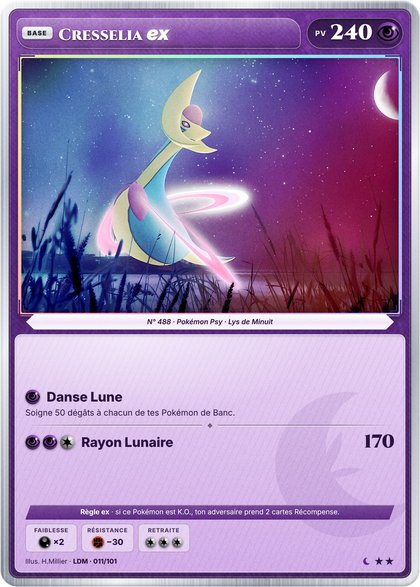 BASE Cresselia ex PV 240
N° 488 · Pokémon Psy · Lys de Minuit
Danse Lune
Soigne 50 dégâts à chacun de tes Pokémon de Banc.
Rayon Lunaire 170
Règle ex · si ce Pokémon est K.O., ton adversaire prend 2 cartes Récompense.
FAIBLESSE RÉSISTANCE RETRAITE
×2 −30
Illus. H.Millier · LDM · 011/101